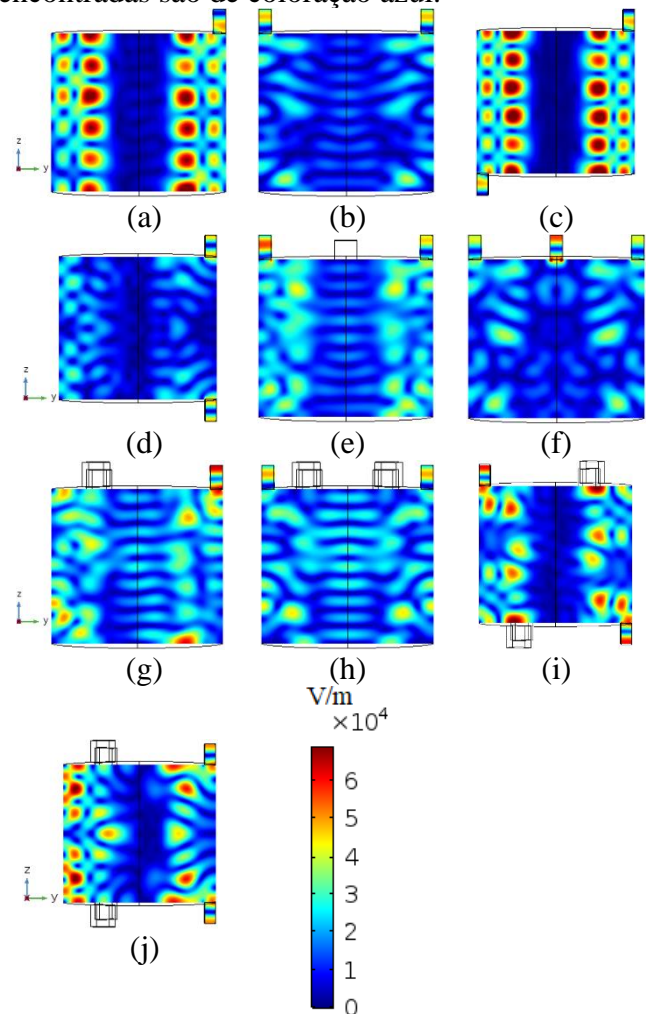 encontradas são de coloração azul.
z
y
(a) (b) (c)
z
y
(d) (e) (f)
z
y
(g) (h) (i)
V/m
×10⁴
z
y
6
5
4
3
2
1
0
(j)